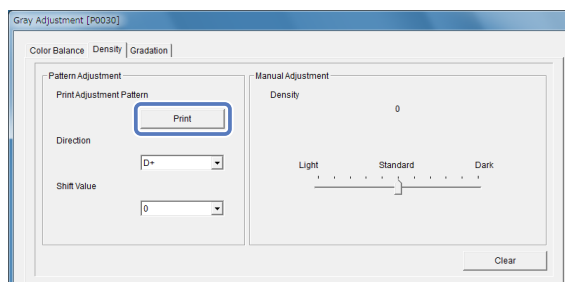 Gray Adjustment [P0030]
Color Balance Density Gradation
Pattern Adjustment
Print Adjustment Pattern
Print
Direction
D+
Shift Value
0
Manual Adjustment
Density
0
Light Standard Dark
Clear